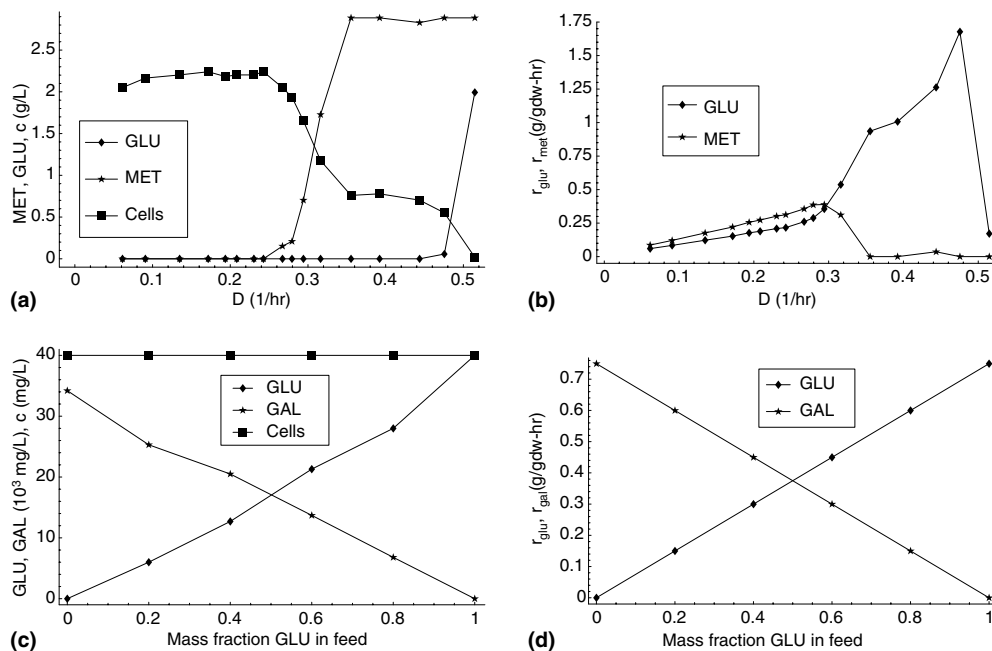 MET, GLU, c (g/L)
2.5
2
1.5
1
0.5
0
GLU
MET
Cells
0
0.1
0.2
0.3
0.4
0.5
D (1/hr)
(a)
r_glu, r_met(g/gdw-hr)
1.75
1.5
1.25
1
0.75
0.5
0.25
0
GLU
MET
0
0.1
0.2
0.3
0.4
0.5
D (1/hr)
(b)
GLU, GAL (10³ mg/L), c (mg/L)
40
30
20
10
0
GLU
GAL
Cells
0
0.2
0.4
0.6
0.8
1
Mass fraction GLU in feed
(c)
r_glu, r_gal(g/gdw-hr)
0.7
0.6
0.5
0.4
0.3
0.2
0.1
0
GLU
GAL
0
0.2
0.4
0.6
0.8
1
Mass fraction GLU in feed
(d)